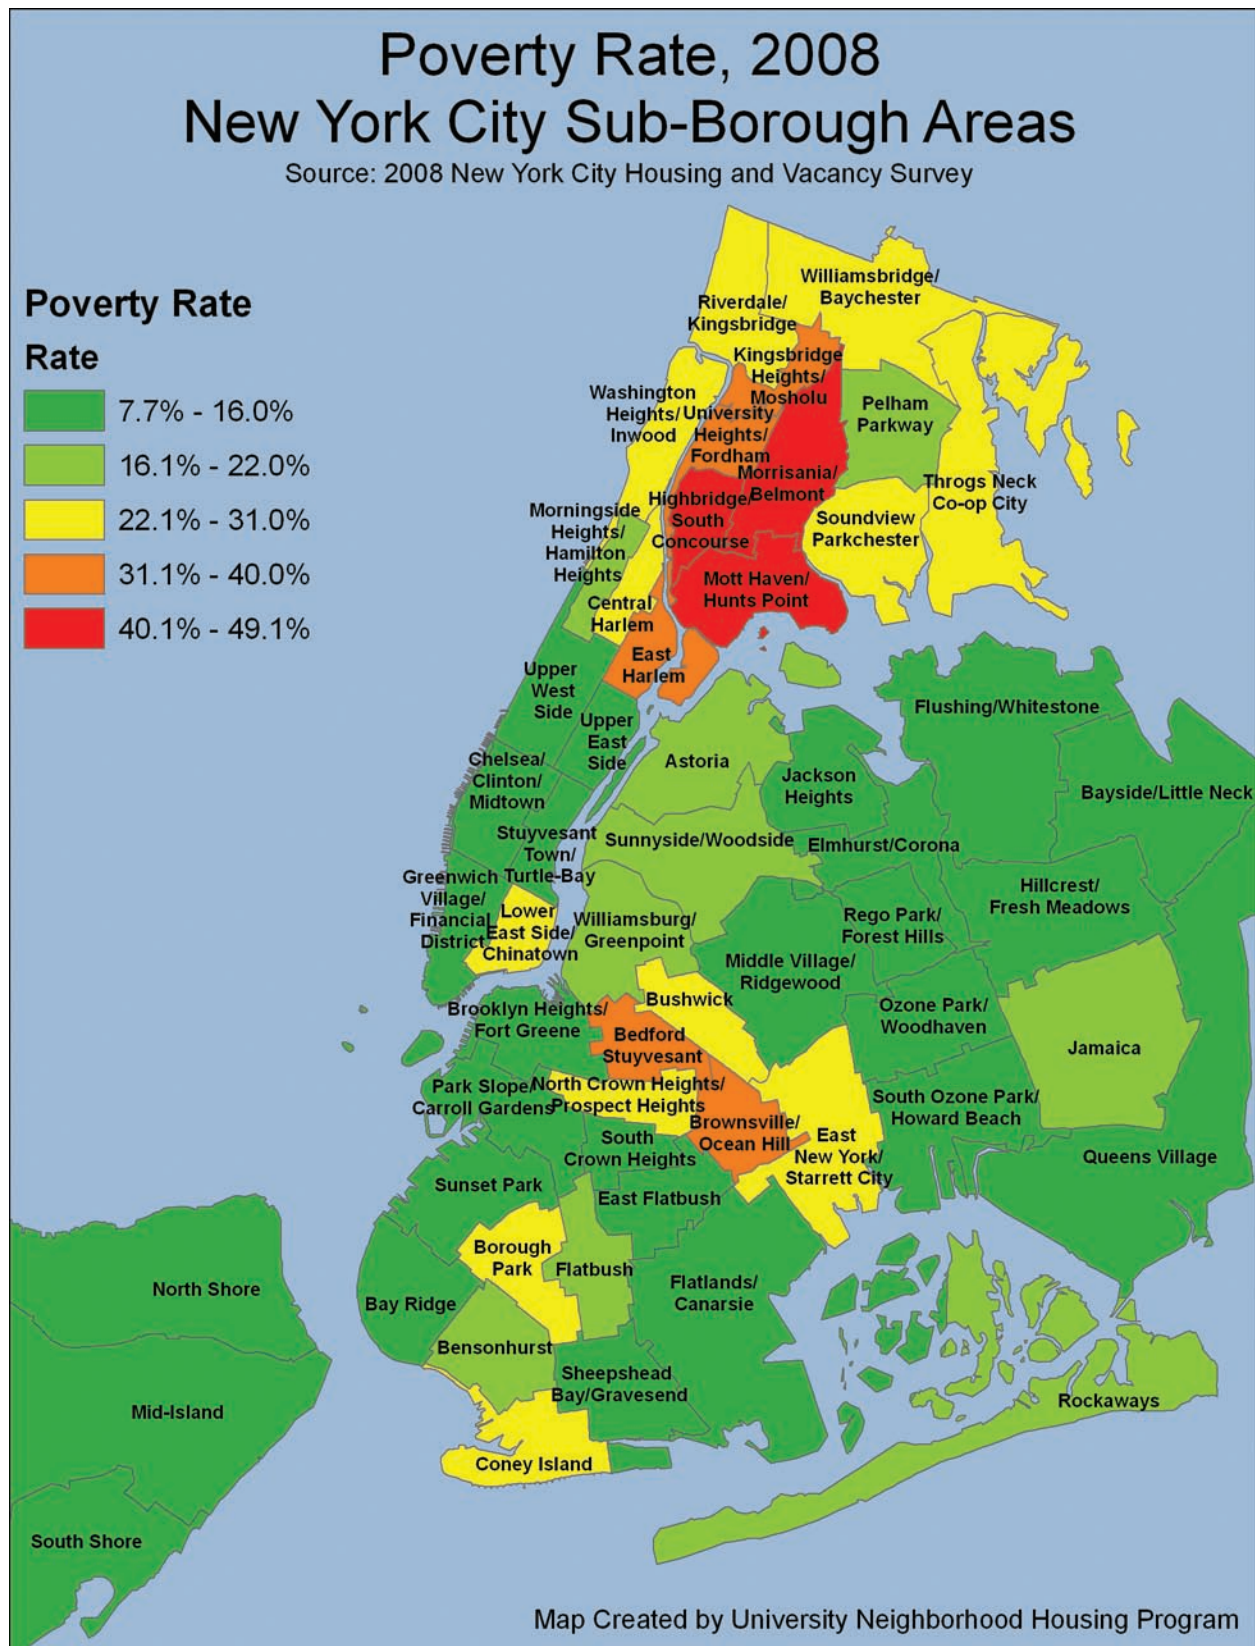 Poverty Rate, 2008
New York City Sub-Borough Areas
Source: 2008 New York City Housing and Vacancy Survey
Poverty Rate
Rate
7.7% - 16.0%
16.1% - 22.0%
22.1% - 31.0%
31.1% - 40.0%
40.1% - 49.1%
Williamsbridge/
Baychester
Riverdale/
Kingsbridge
Kingsbridge
Heights/
Mosholu
Washington
Heights/
Inwood
University
Heights/
Fordham
Pelham
Parkway
Morrisania/
Belmont
Throgs Neck
Co-op City
Highbridge/
South
Concourse
Soundview
Parkchester
Morningside
Heights/
Hamilton
Heights
Mott Haven/
Hunts Point
Central
Harlem
East
Harlem
Upper
West
Side
Upper
East
Side
Flushing/Whitestone
Astoria
Jackson
Heights
Bayside/Little Neck
Chelsea/
Clinton/
Midtown
Stuyvesant
Town/
Turtle-Bay
Sunnyside/Woodside
Elmhurst/Corona
Greenwich
Village/
Financial
District
Lower
East Side/
Chinatown
Williamsburg/
Greenpoint
Rego Park/
Forest Hills
Hillcrest/
Fresh Meadows
Middle Village/
Ridgewood
Bushwick
Brooklyn Heights/
Fort Greene
Bedford
Stuyvesant
Ozone Park/
Woodhaven
Jamaica
Park Slope/
Carroll Gardens
North Crown Heights/
Prospect Heights
South Ozone Park/
Howard Beach
Brownsville/
Ocean Hill
South
Crown Heights
East
New York/
Starrett City
Queens Village
Sunset Park
East Flatbush
Borough
Park
Flatbush
Flatlands/
Canarsie
North Shore
Bay Ridge
Bensonhurst
Sheepshead
Bay/Gravesend
Rockaways
Mid-Island
Coney Island
South Shore
Map Created by University Neighborhood Housing Program